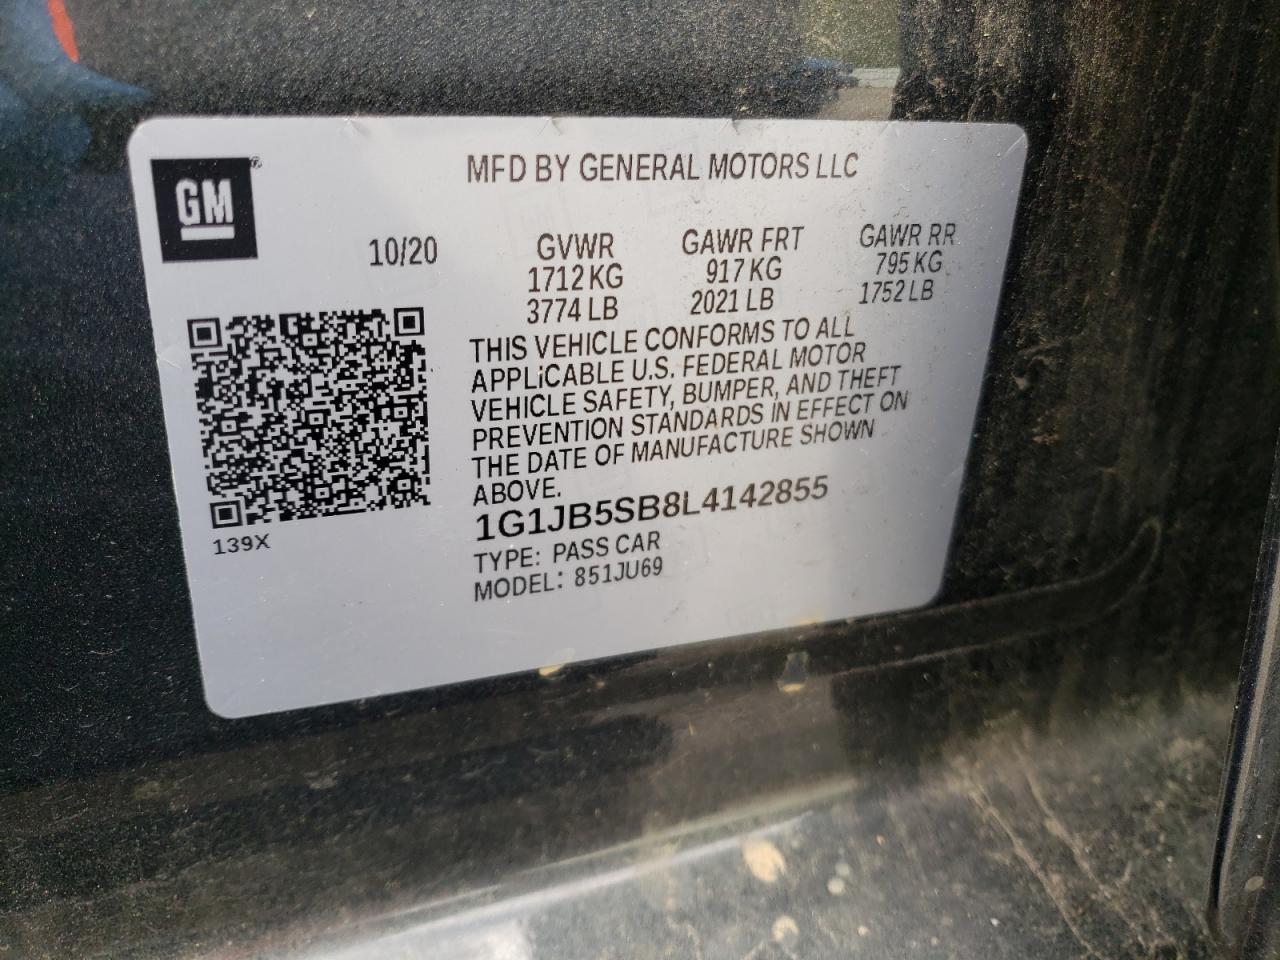 GM
MFD BY GENERAL MOTORS LLC
10/20
GVWR GAWR FRT GAWR RR
1712 KG 917 KG 795 KG
3774 LB 2021 LB 1752 LB
THIS VEHICLE CONFORMS TO ALL
APPLiCABLE U.S. FEDERAL MOTOR
VEHICLE SAFETY, BUMPER, AND THEFT
PREVENTION STANDARDS IN EFFECT ON
THE DATE OF MANUFACTURE SHOWN
ABOVE.
1G1JB5SB8L4142855
TYPE: PASS CAR
MODEL: 851JU69
139X